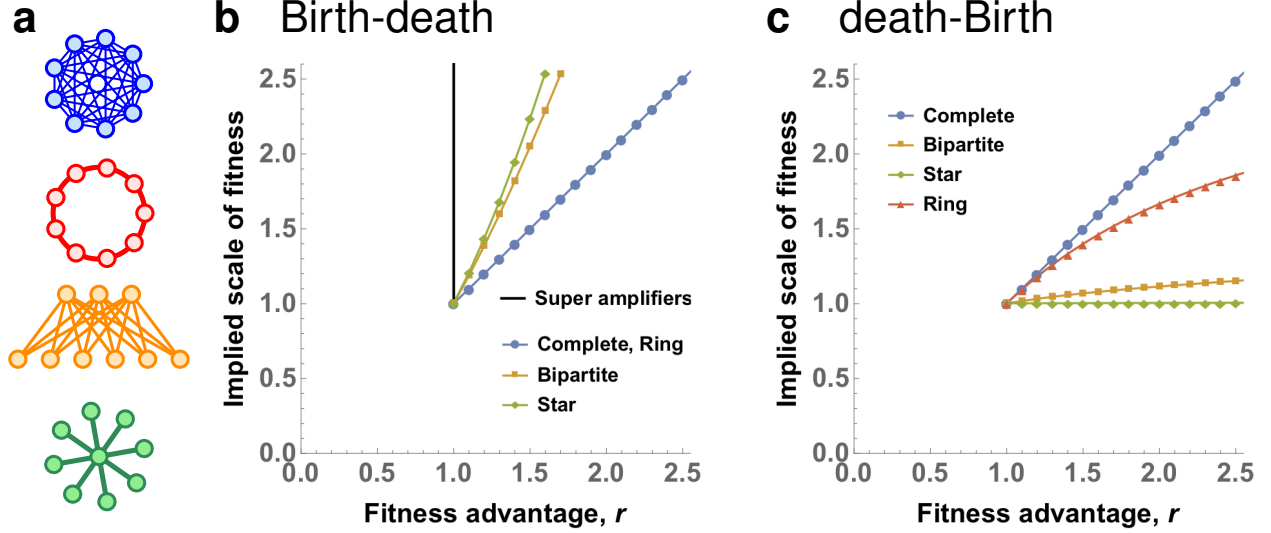 a
b Birth-death
Implied scale of fitness
2.5
2.0
1.5
1.0
0.5
0.0
0.0 0.5 1.0 1.5 2.0 2.5
Super amplifiers
Complete, Ring
Bipartite
Star
Fitness advantage, r
c death-Birth
Implied scale of fitness
2.5
2.0
1.5
1.0
0.5
0.0
0.0 0.5 1.0 1.5 2.0 2.5
Complete
Bipartite
Star
Ring
Fitness advantage, r